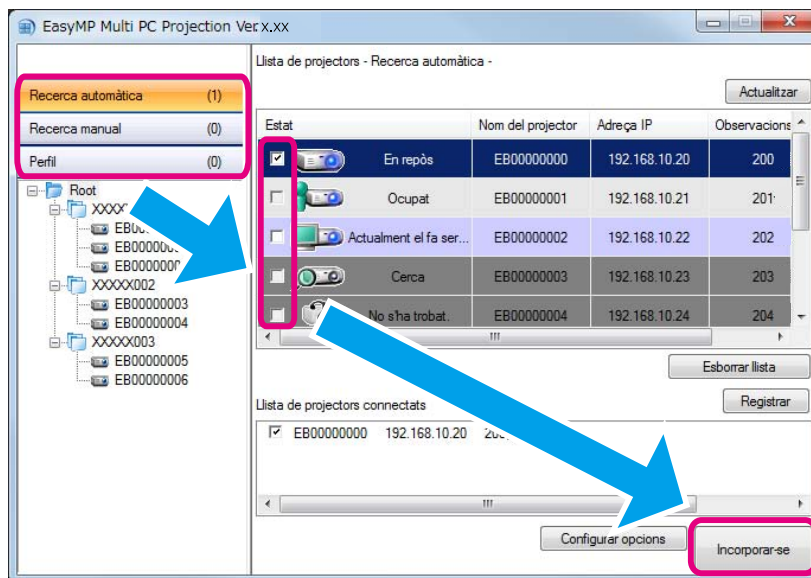 EasyMP Multi PC Projection Ver. x.xx
Llista de projectors - Recerca automàtica -
Actualitzar
Recerca automàtica (1)
Recerca manual (0)
Perfil (0)
Estat Nom del projector Adreça IP Observacions
En repòs EB00000000 192.168.10.20 200
Ocupat EB00000001 192.168.10.21 201
Actualment el fa ser... EB00000002 192.168.10.22 202
Cerca EB00000003 192.168.10.23 203
No s'ha trobat. EB00000004 192.168.10.24 204
Root
XXXXX002
EB00000003
EB00000004
XXXXX003
EB00000005
EB00000006
Esborrar llista
Llista de projectors connectats
Registrar
EB00000000 192.168.10.20
Configurar opcions
Incorporar-se